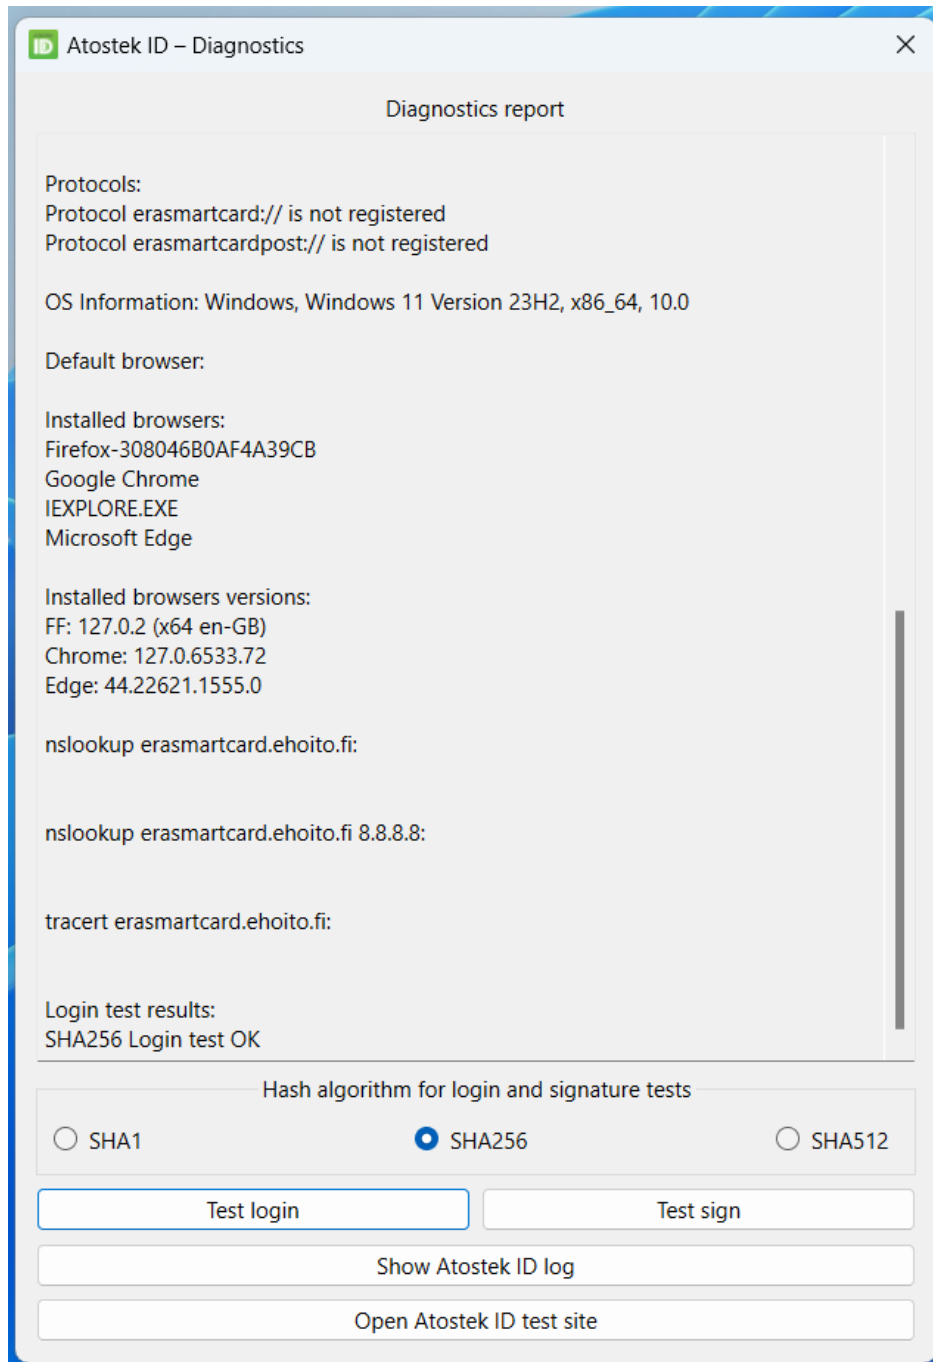 Atostek ID – Diagnostics
Diagnostics report
Protocols:
Protocol erasmartcard:// is not registered
Protocol erasmartcardpost:// is not registered
OS Information: Windows, Windows 11 Version 23H2, x86_64, 10.0
Default browser:
Installed browsers:
Firefox-308046B0AF4A39CB
Google Chrome
IEXPLORE.EXE
Microsoft Edge
Installed browsers versions:
FF: 127.0.2 (x64 en-GB)
Chrome: 127.0.6533.72
Edge: 44.22621.1555.0
nslookup erasmartcard.ehoito.fi:
nslookup erasmartcard.ehoito.fi 8.8.8.8:
tracert erasmartcard.ehoito.fi:
Login test results:
SHA256 Login test OK
Hash algorithm for login and signature tests
SHA1 SHA256 SHA512
Test login Test sign
Show Atostek ID log
Open Atostek ID test site